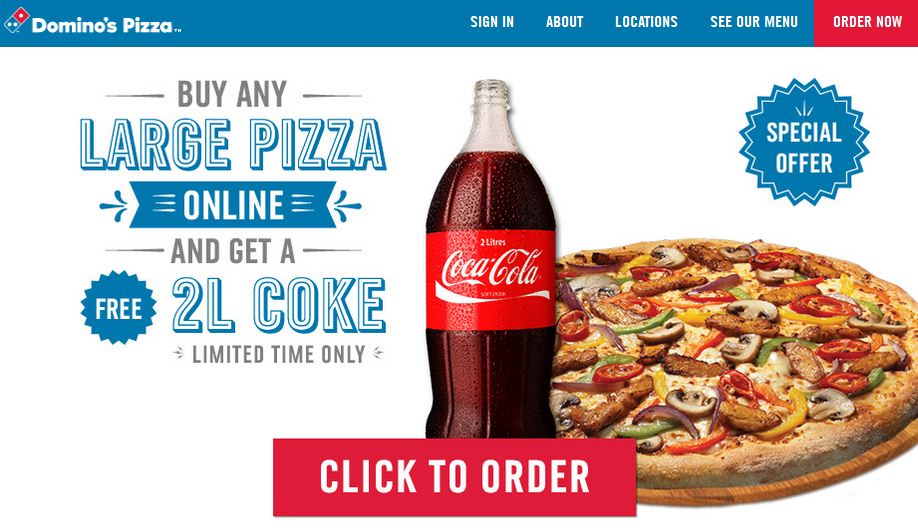 Domino's Pizza™
SIGN IN ABOUT LOCATIONS SEE OUR MENU ORDER NOW
BUY ANY
LARGE PIZZA
ONLINE
AND GET A
FREE 2L COKE
LIMITED TIME ONLY
2 Litres
Coca-Cola
SOFT DRINK
SPECIAL
OFFER
CLICK TO ORDER